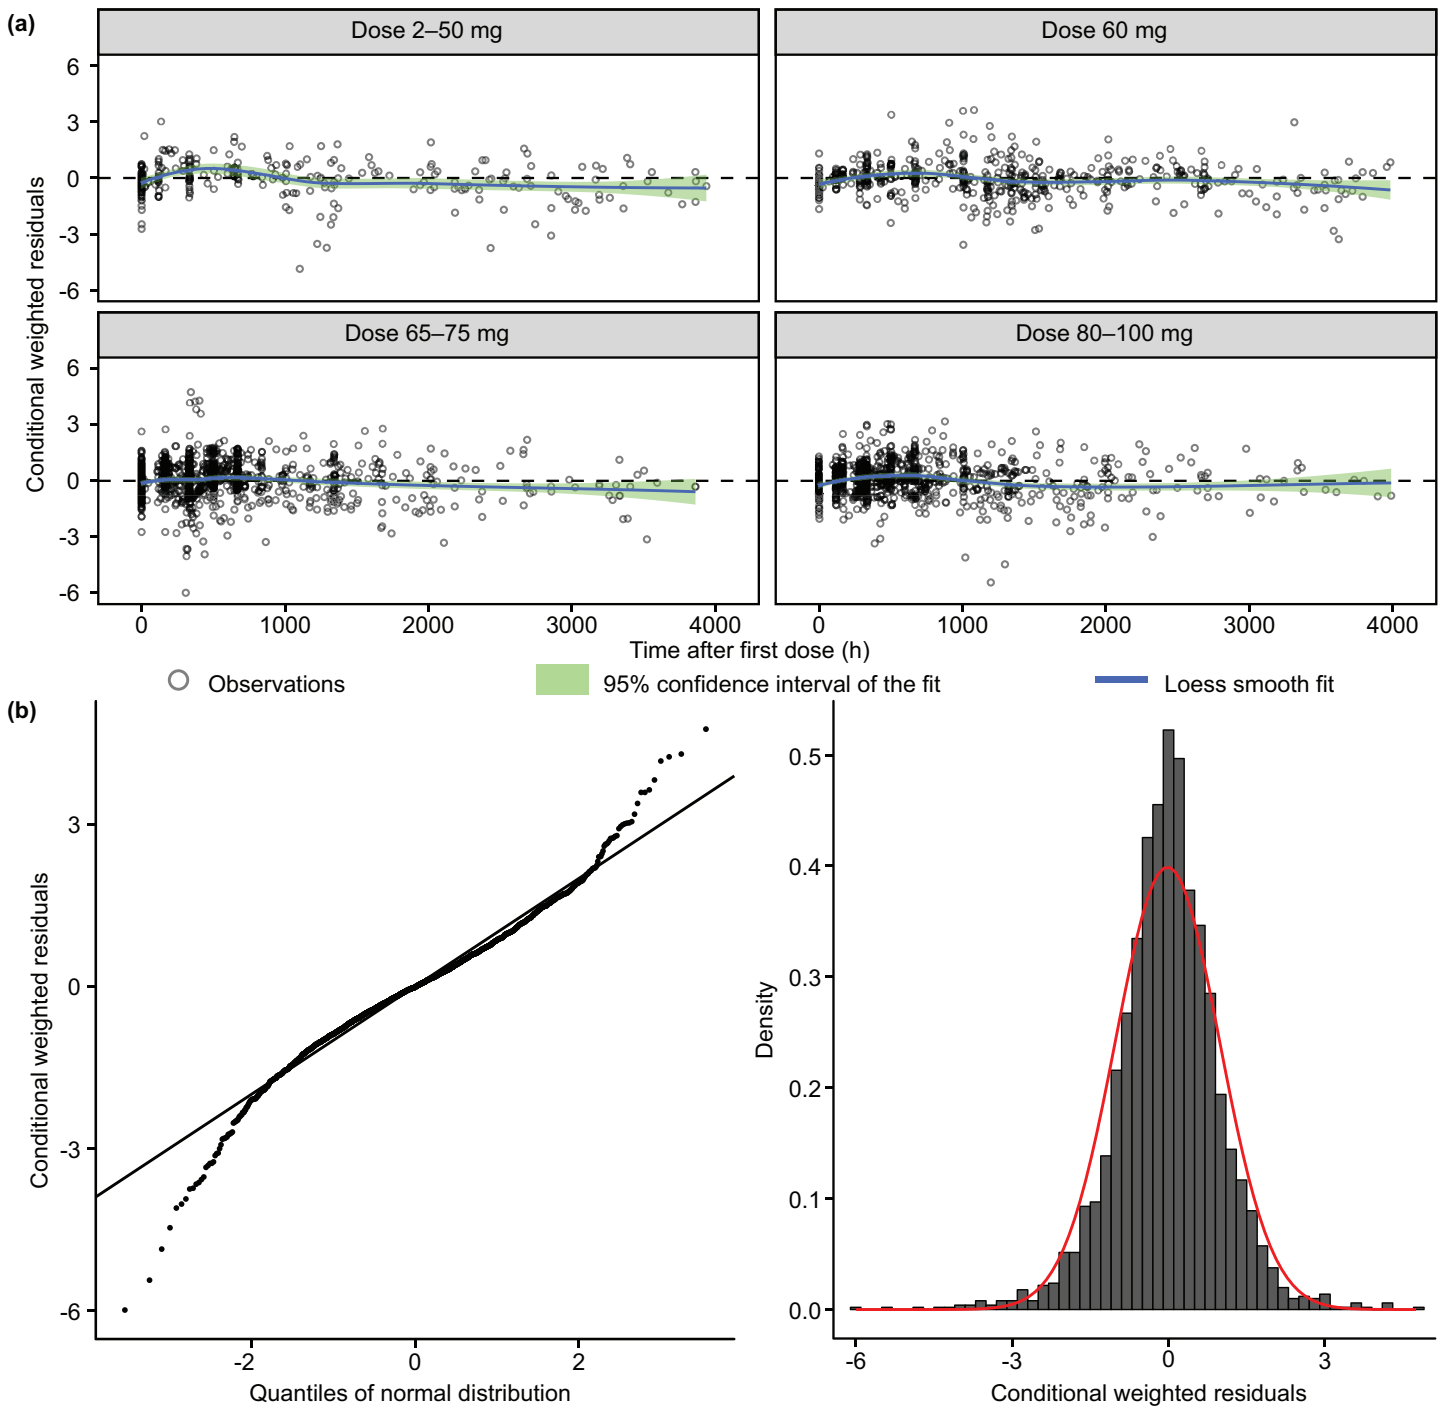 (a)
Dose 2–50 mg
Dose 60 mg
6
3
0
-3
-6
Conditional weighted residuals
Dose 65–75 mg
Dose 80–100 mg
6
3
0
-3
-6
0 1000 2000 3000 4000
0 1000 2000 3000 4000
Time after first dose (h)
Observations
95% confidence interval of the fit
Loess smooth fit
(b)
3
0
-3
-6
Conditional weighted residuals
-2 0 2
Quantiles of normal distribution
0.5
0.4
0.3
0.2
0.1
0.0
Density
-6 -3 0 3
Conditional weighted residuals